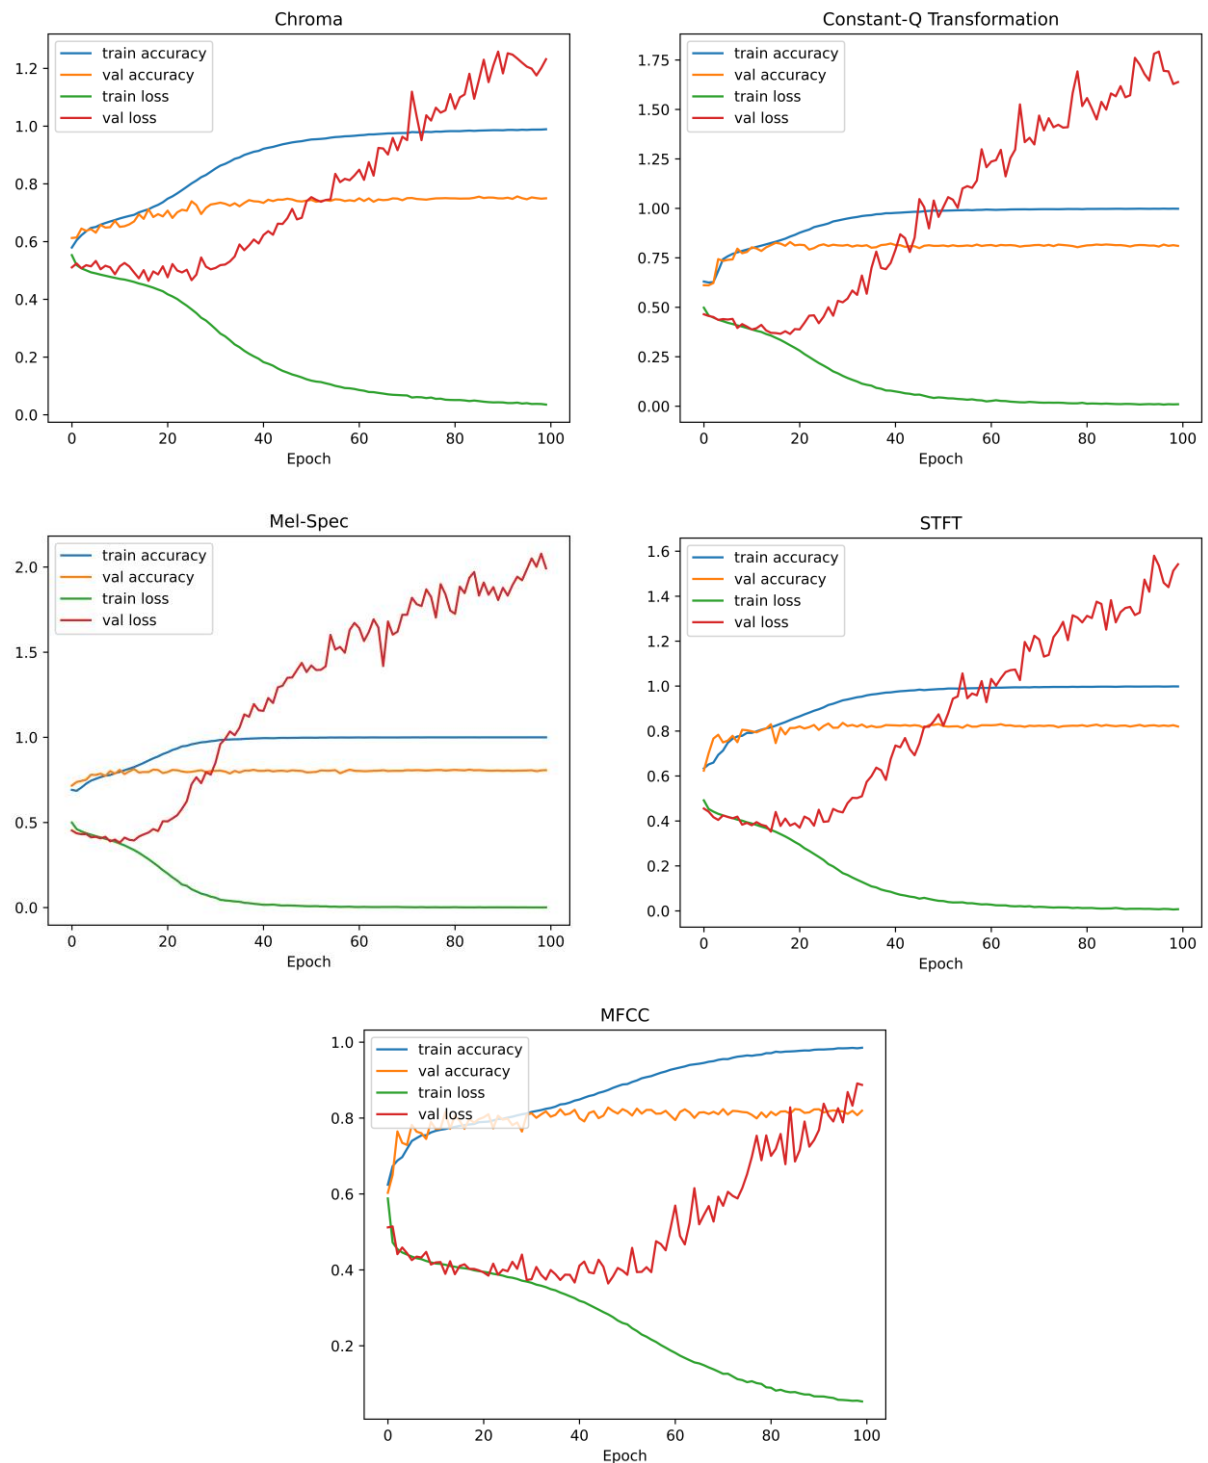 Chroma
train accuracy
val accuracy
train loss
val loss
1.2
1.0
0.8
0.6
0.4
0.2
0.0
0 20 40 60 80 100
Epoch
Constant-Q Transformation
train accuracy
val accuracy
train loss
val loss
1.75
1.50
1.25
1.00
0.75
0.50
0.25
0.00
0 20 40 60 80 100
Epoch
Mel-Spec
train accuracy
val accuracy
train loss
val loss
2.0
1.5
1.0
0.5
0.0
0 20 40 60 80 100
Epoch
STFT
train accuracy
val accuracy
train loss
val loss
1.6
1.4
1.2
1.0
0.8
0.6
0.4
0.2
0.0
0 20 40 60 80 100
Epoch
MFCC
train accuracy
val accuracy
train loss
val loss
1.0
0.8
0.6
0.4
0.2
0 20 40 60 80 100
Epoch